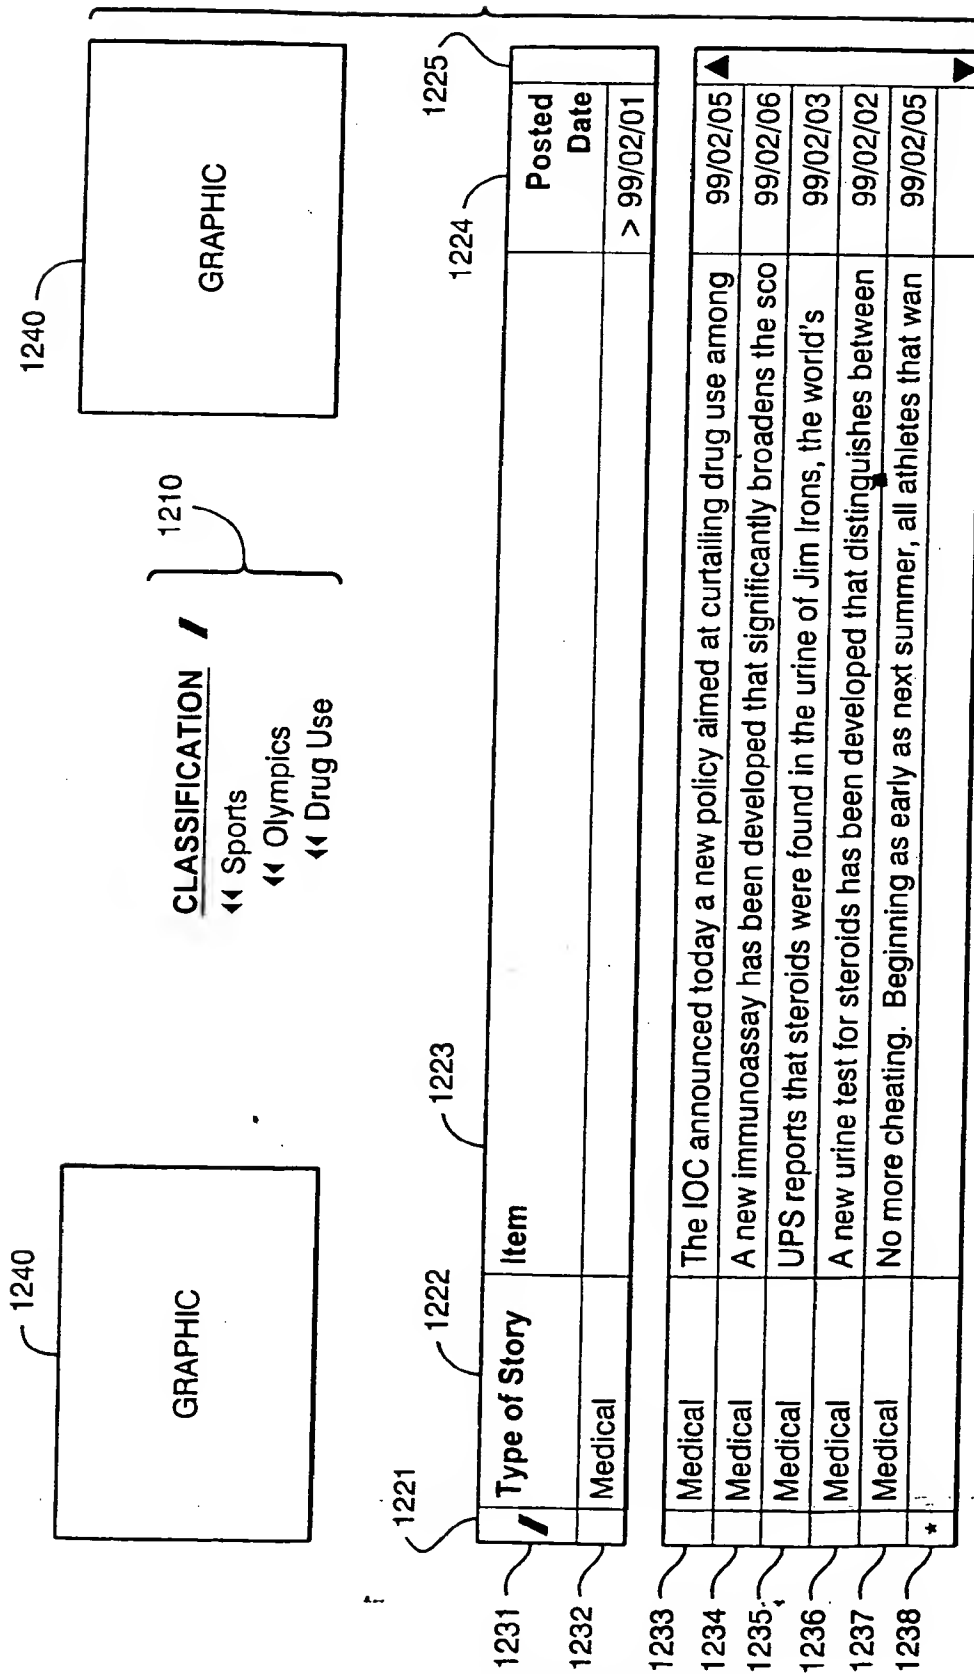 1240
1240
GRAPHIC
GRAPHIC
1210
CLASSIFICATION
Sports
Olympics
Drug Use
1221
1222
1223
1224
1225
1231
Type of Story
Item
Posted
Date
1232
Medical
> 99/02/01
1233
Medical
The IOC announced today a new policy aimed at curtailing drug use among
99/02/05
1234
Medical
A new immunoassay has been developed that significantly broadens the sco
99/02/06
1235
Medical
UPS reports that steroids were found in the urine of Jim Irons, the world's
99/02/03
1236
Medical
A new urine test for steroids has been developed that distinguishes between
99/02/02
1237
Medical
No more cheating. Beginning as early as next summer, all athletes that wan
99/02/05
1238
*